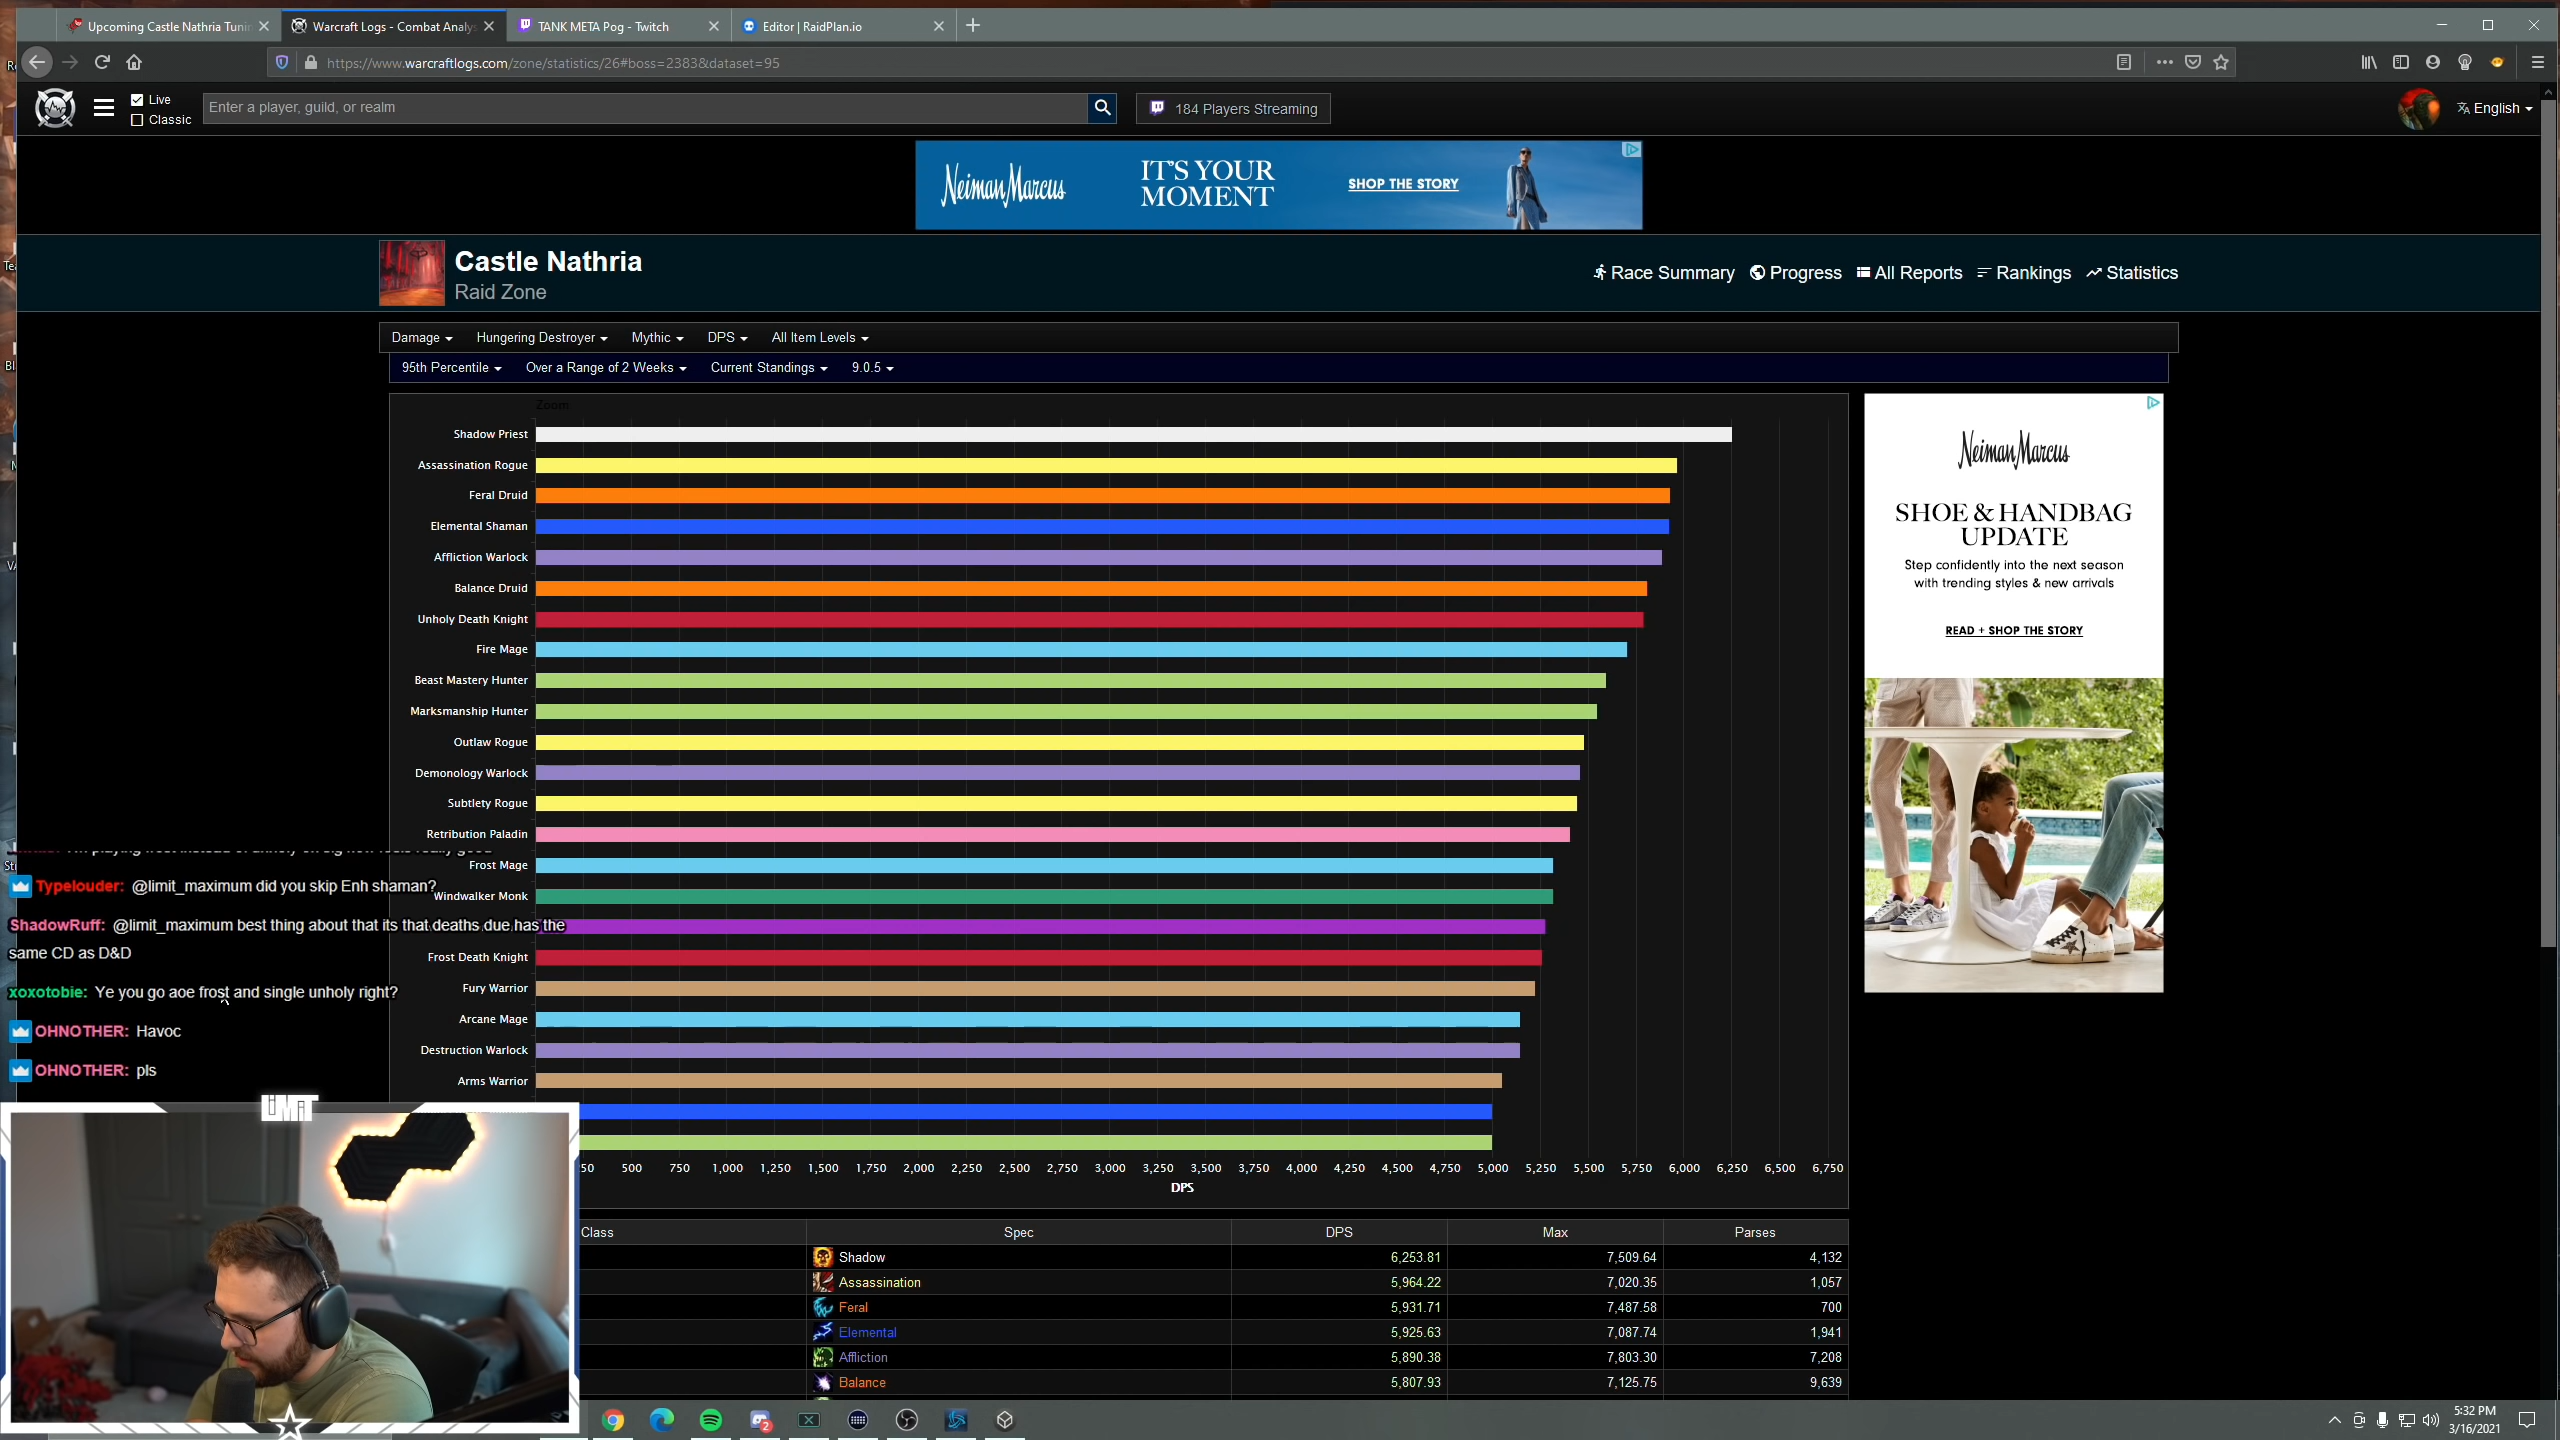 Upcoming Castle Nathria Tuni
Warcraft Logs - Combat Analys
TANK META Pog - Twitch
Editor | RaidPlan.io
https://www.warcraftlogs.com/zone/statistics/26#boss=2383&dataset=95
Live
Classic
Enter a player, guild, or realm
184 Players Streaming
English
Neiman Marcus
IT'S YOUR
MOMENT
SHOP THE STORY
Castle Nathria
Raid Zone
Race Summary Progress All Reports Rankings Statistics
Damage Hungering Destroyer Mythic DPS All Item Levels
95th Percentile Over a Range of 2 Weeks Current Standings 9.0.5
Zoom
Shadow Priest
Assassination Rogue
Feral Druid
Elemental Shaman
Affliction Warlock
Balance Druid
Unholy Death Knight
Fire Mage
Beast Mastery Hunter
Marksmanship Hunter
Outlaw Rogue
Demonology Warlock
Subtlety Rogue
Retribution Paladin
Frost Mage
Windwalker Monk
Frost Death Knight
Fury Warrior
Arcane Mage
Destruction Warlock
Arms Warrior
50 500 750 1,000 1,250 1,500 1,750 2,000 2,250 2,500 2,750 3,000 3,250 3,500 3,750 4,000 4,250 4,500 4,750 5,000 5,250 5,500 5,750 6,000 6,250 6,500 6,750
DPS
Neiman Marcus
SHOE & HANDBAG
UPDATE
Step confidently into the next season
with trending styles & new arrivals
READ + SHOP THE STORY
Typelouder: @limit_maximum did you skip Enh shaman?
ShadowRuff: @limit_maximum best thing about that its that deaths due has the
same CD as D&D
xoxotobie: Ye you go aoe frost and single unholy right?
OHNOTHER: Havoc
OHNOTHER: pls
LIMIT
Class Spec DPS Max Parses
Shadow 6,253.81 7,509.64 4,132
Assassination 5,964.22 7,020.35 1,057
Feral 5,931.71 7,487.58 700
Elemental 5,925.63 7,087.74 1,941
Affliction 5,890.38 7,803.30 7,208
Balance 5,807.93 7,125.75 9,639
2
5:32 PM
3/16/2021